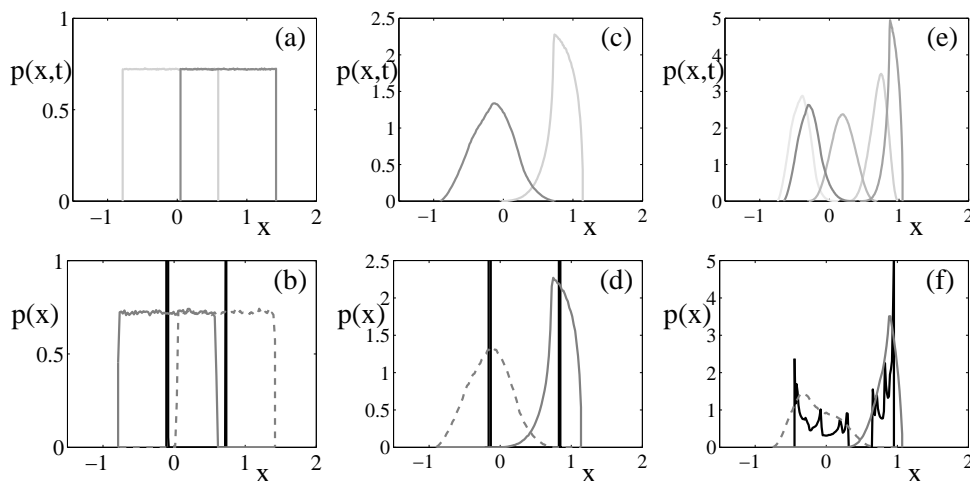 1 (a) 2.5 (c) 5 (e)
p(x,t) 2 p(x,t) 4 p(x,t)
1.5 3
0.5
1 2
0.5 1
0 0 0
−1 0 1 2 −1 0 1 2 −1 0 1 2
x x x
1 (b) 2.5 (d) 5 (f)
p(x) 2 p(x) 4 p(x)
1.5 3
0.5
1 2
0.5 1
0 0 0
−1 0 1 2 −1 0 1 2 −1 0 1 2
x x x